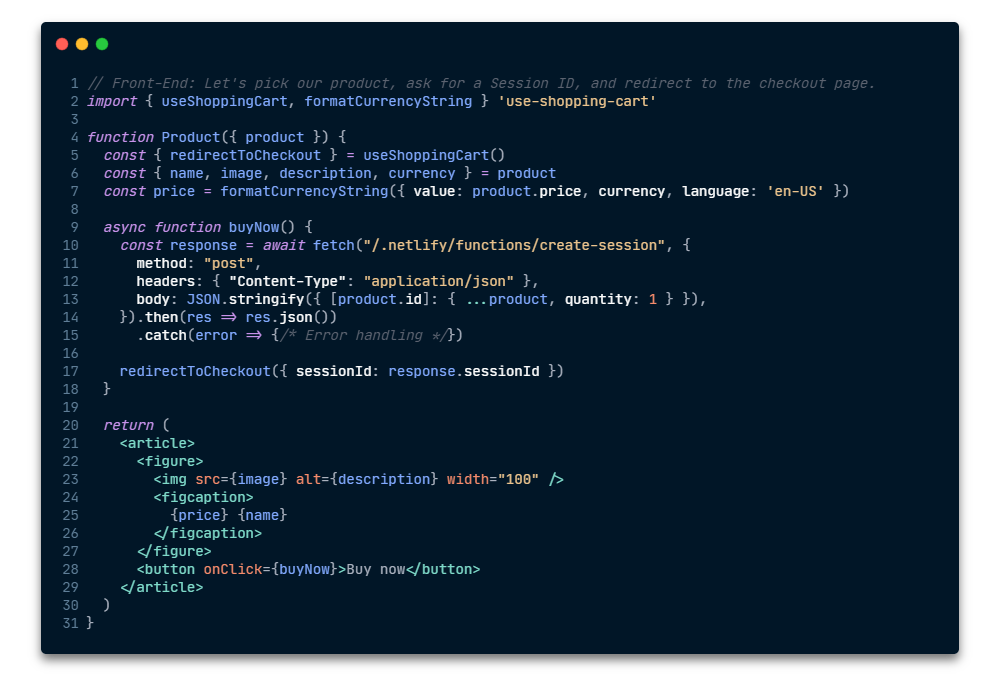 1 // Front-End: Let's pick our product, ask for a Session ID, and redirect to the checkout page.
2 import { useShoppingCart, formatCurrencyString } 'use-shopping-cart'
3
4 function Product({ product }) {
5   const { redirectToCheckout } = useShoppingCart()
6   const { name, image, description, currency } = product
7   const price = formatCurrencyString({ value: product.price, currency, language: 'en-US' })
8
9   async function buyNow() {
10     const response = await fetch("/.netlify/functions/create-session", {
11       method: "post",
12       headers: { "Content-Type": "application/json" },
13       body: JSON.stringify({ [product.id]: { ...product, quantity: 1 } }),
14     }).then(res => res.json())
15       .catch(error => {/* Error handling */})
16
17     redirectToCheckout({ sessionId: response.sessionId })
18   }
19
20   return (
21     <article>
22       <figure>
23         <img src={image} alt={description} width="100" />
24         <figcaption>
25           {price} {name}
26         </figcaption>
27       </figure>
28       <button onClick={buyNow}>Buy now</button>
29     </article>
30   )
31 }